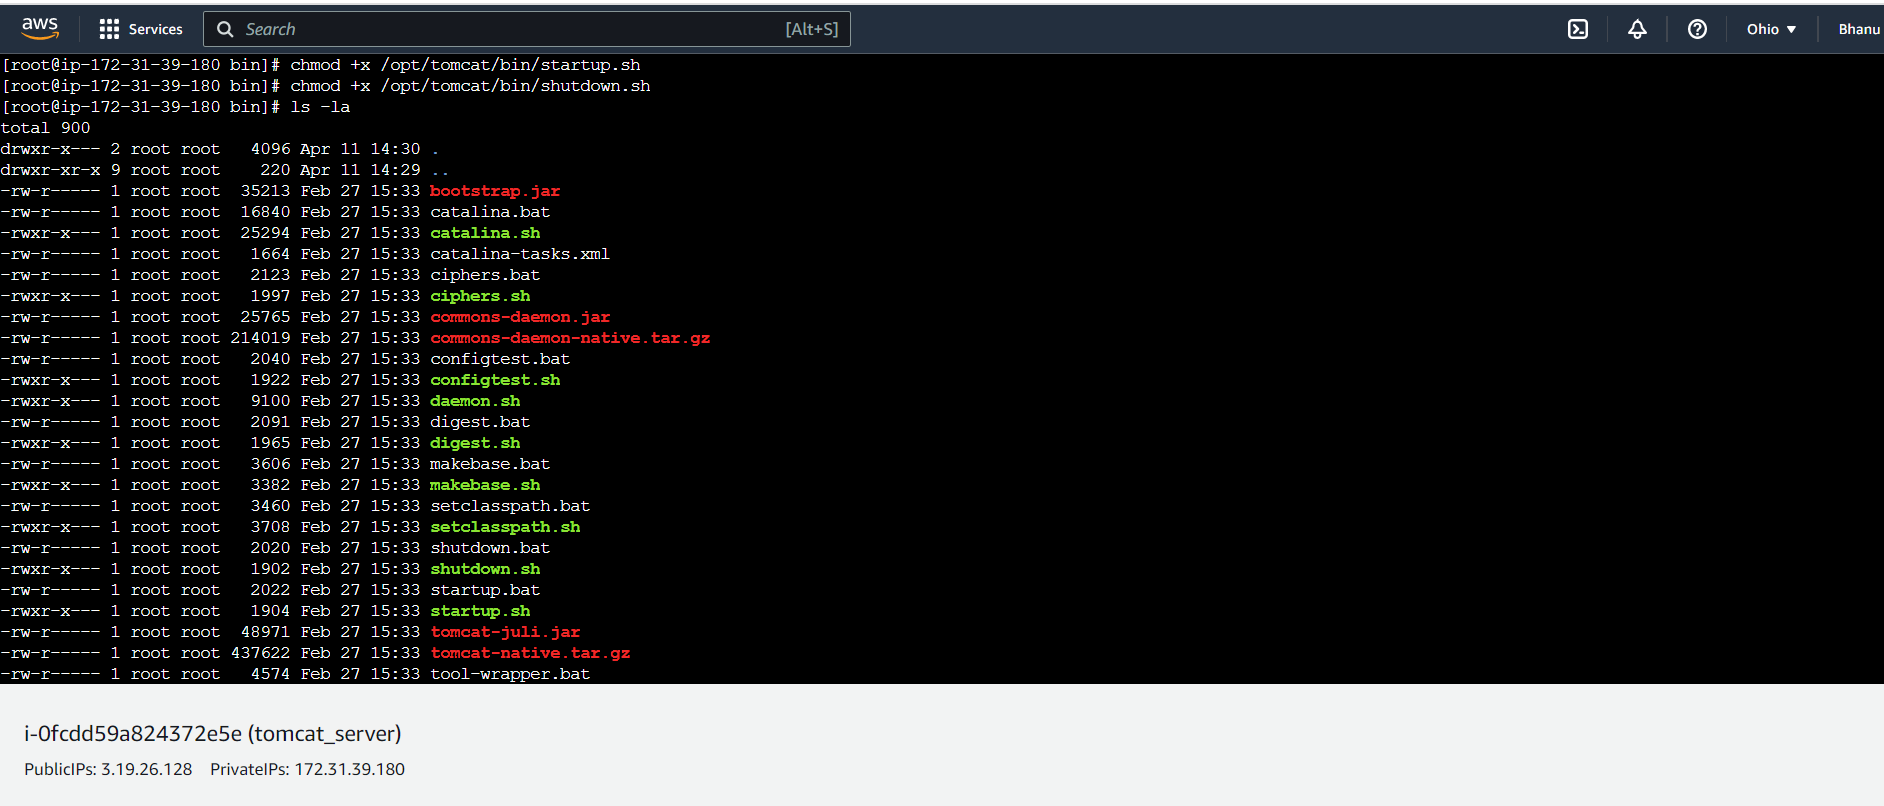 aws Services Search [Alt+S] Ohio ▼ Bhanu
[root@ip-172-31-39-180 bin]# chmod +x /opt/tomcat/bin/startup.sh
[root@ip-172-31-39-180 bin]# chmod +x /opt/tomcat/bin/shutdown.sh
[root@ip-172-31-39-180 bin]# ls -la
total 900
drwxr-x--- 2 root root   4096 Apr 11 14:30 .
drwxr-xr-x 9 root root    220 Apr 11 14:29 ..
-rw-r----- 1 root root  35213 Feb 27 15:33 bootstrap.jar
-rw-r----- 1 root root  16840 Feb 27 15:33 catalina.bat
-rwxr-x--- 1 root root  25294 Feb 27 15:33 catalina.sh
-rw-r----- 1 root root   1664 Feb 27 15:33 catalina-tasks.xml
-rw-r----- 1 root root   2123 Feb 27 15:33 ciphers.bat
-rwxr-x--- 1 root root   1997 Feb 27 15:33 ciphers.sh
-rw-r----- 1 root root  25765 Feb 27 15:33 commons-daemon.jar
-rw-r----- 1 root root 214019 Feb 27 15:33 commons-daemon-native.tar.gz
-rw-r----- 1 root root   2040 Feb 27 15:33 configtest.bat
-rwxr-x--- 1 root root   1922 Feb 27 15:33 configtest.sh
-rwxr-x--- 1 root root   9100 Feb 27 15:33 daemon.sh
-rw-r----- 1 root root   2091 Feb 27 15:33 digest.bat
-rwxr-x--- 1 root root   1965 Feb 27 15:33 digest.sh
-rw-r----- 1 root root   3606 Feb 27 15:33 makebase.bat
-rwxr-x--- 1 root root   3382 Feb 27 15:33 makebase.sh
-rw-r----- 1 root root   3460 Feb 27 15:33 setclasspath.bat
-rwxr-x--- 1 root root   3708 Feb 27 15:33 setclasspath.sh
-rw-r----- 1 root root   2020 Feb 27 15:33 shutdown.bat
-rwxr-x--- 1 root root   1902 Feb 27 15:33 shutdown.sh
-rw-r----- 1 root root   2022 Feb 27 15:33 startup.bat
-rwxr-x--- 1 root root   1904 Feb 27 15:33 startup.sh
-rw-r----- 1 root root  48971 Feb 27 15:33 tomcat-juli.jar
-rw-r----- 1 root root 437622 Feb 27 15:33 tomcat-native.tar.gz
-rw-r----- 1 root root   4574 Feb 27 15:33 tool-wrapper.bat
i-0fcdd59a824372e5e (tomcat_server)
PublicIPs: 3.19.26.128 PrivateIPs: 172.31.39.180